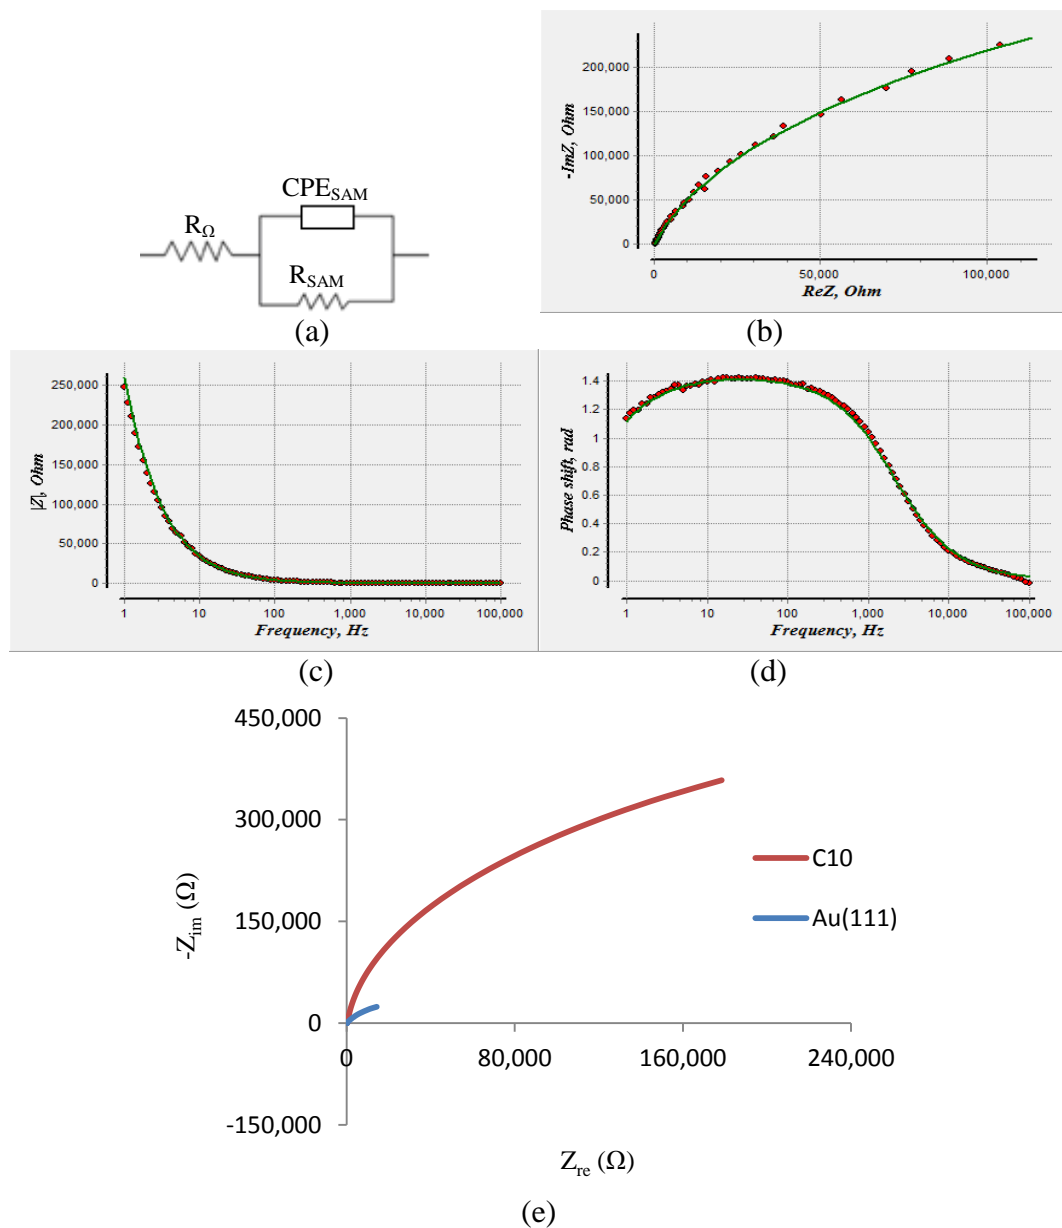 CPE_SAM
R_Ω
R_SAM
(a)
-ImZ, Ohm
200,000
150,000
100,000
50,000
0
0
50,000
100,000
ReZ, Ohm
(b)
|Z|, Ohm
250,000
200,000
150,000
100,000
50,000
0
1
10
100
1,000
10,000
100,000
Frequency, Hz
(c)
Phase shift, rad
1.4
1.2
1
0.8
0.6
0.4
0.2
0
1
10
100
1,000
10,000
100,000
Frequency, Hz
(d)
-Z_im (Ω)
450,000
300,000
150,000
0
-150,000
0
80,000
160,000
240,000
Z_re (Ω)
C10
Au(111)
(e)